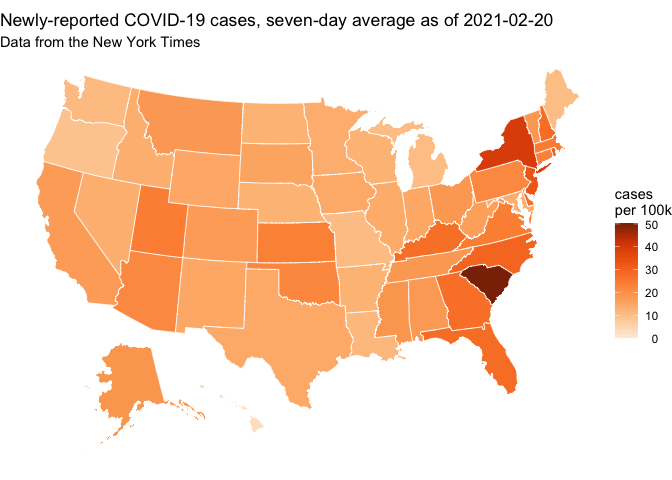 Newly-reported COVID-19 cases, seven-day average as of 2021-02-20
Data from the New York Times
cases
per 100k
50
40
30
20
10
0